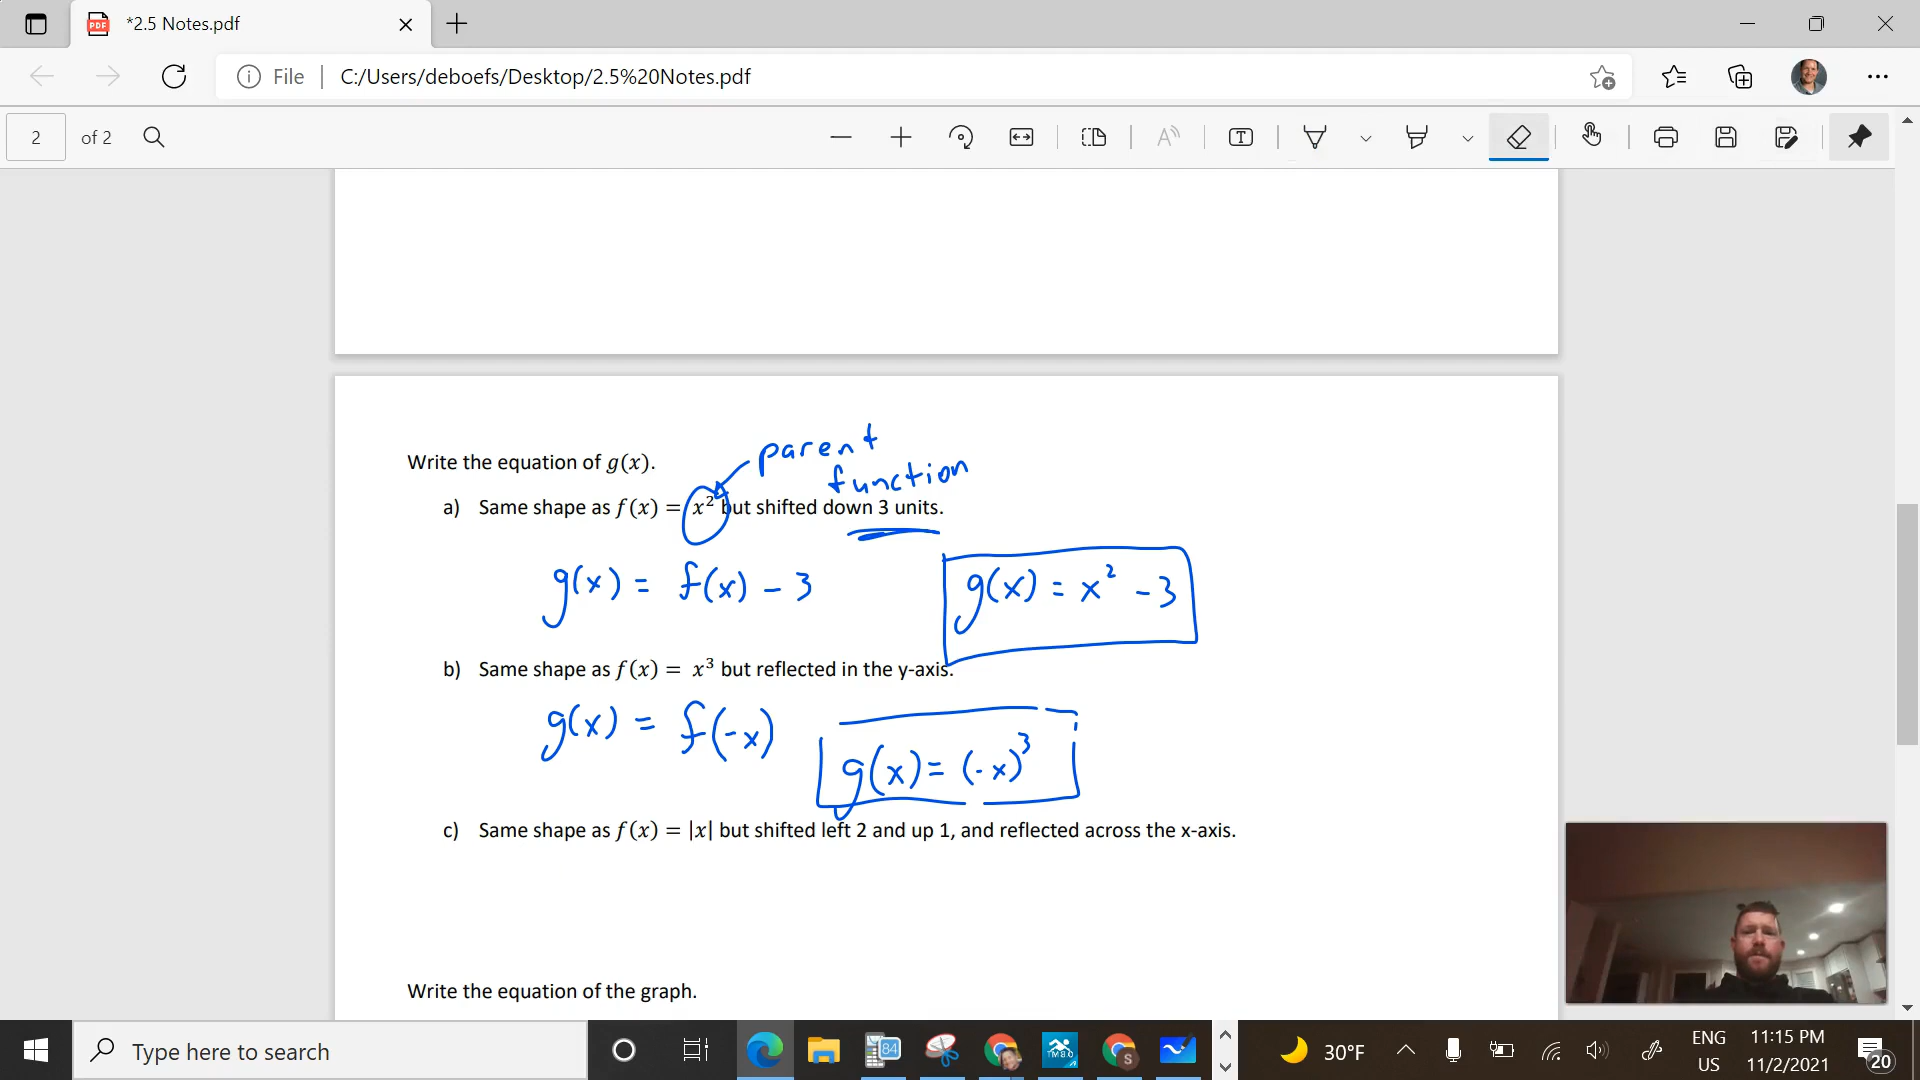 *2.5 Notes.pdf
File | C:/Users/deboefs/Desktop/2.5%20Notes.pdf
2 of 2
parent
function
Write the equation of g(x).
a) Same shape as f(x) = x² but shifted down 3 units.
g(x) = f(x) - 3
g(x) = x² - 3
b) Same shape as f(x) = x³ but reflected in the y-axis.
g(x) = f(-x)
g(x) = (-x)³
c) Same shape as f(x) = |x| but shifted left 2 and up 1, and reflected across the x-axis.
Write the equation of the graph.
Type here to search
84
TM 8.0
S
30°F
ENG
US
11:15 PM
11/2/2021
20